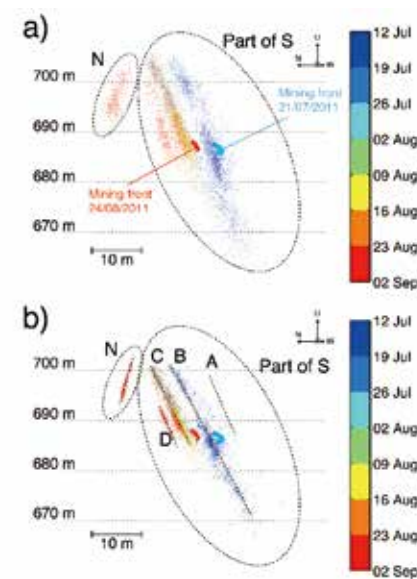 a)
Part of S
N
U
700 m
Mining front
21/07/2011
690 m
680 m
Mining front
24/08/2011
670 m
10 m
12 Jul
19 Jul
26 Jul
02 Aug
09 Aug
16 Aug
23 Aug
02 Sep
b)
N
C
B
A
Part of S
U
700 m
690 m
D
680 m
670 m
10 m
12 Jul
19 Jul
26 Jul
02 Aug
09 Aug
16 Aug
23 Aug
02 Sep